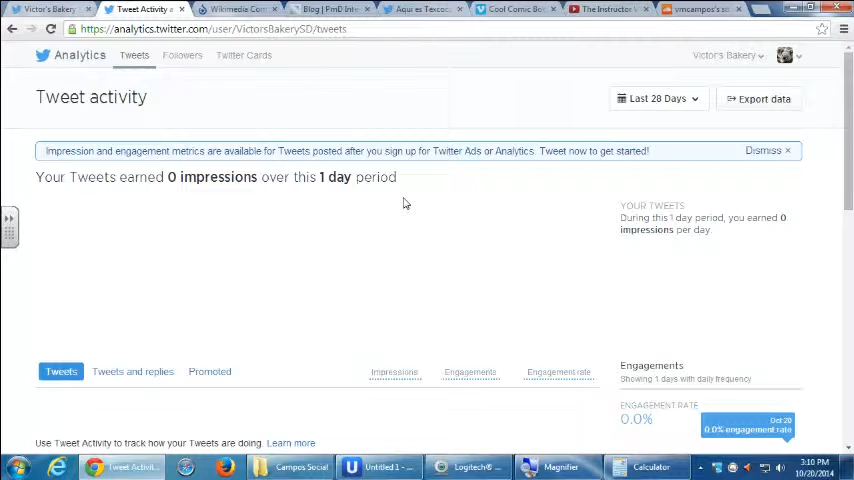 Victor's Bakery
Tweet Activity a
Wikimedia Com
Blog | PmD Inte
Aquí es Texcoc
Cool Comic Bo
The Instructor V
vmcampos's so
https://analytics.twitter.com/user/VictorsBakerySD/tweets
Analytics Tweets Followers Twitter Cards Victor's Bakery
Tweet activity
Last 28 Days
Export data
Impression and engagement metrics are available for Tweets posted after you sign up for Twitter Ads or Analytics. Tweet now to get started!
Dismiss ×
Your Tweets earned 0 impressions over this 1 day period
YOUR TWEETS
During this 1 day period, you earned 0
impressions per day.
Tweets Tweets and replies Promoted Impressions Engagements Engagement rate
Engagements
Showing 1 days with daily frequency
ENGAGEMENT RATE
0.0%
Oct 20
0.0% engagement rate
Use Tweet Activity to track how your Tweets are doing. Learn more
Tweet Activit...
Campos Social
Untitled 1 - ...
Logitech® ...
Magnifier
Calculator
3:10 PM
10/20/2014